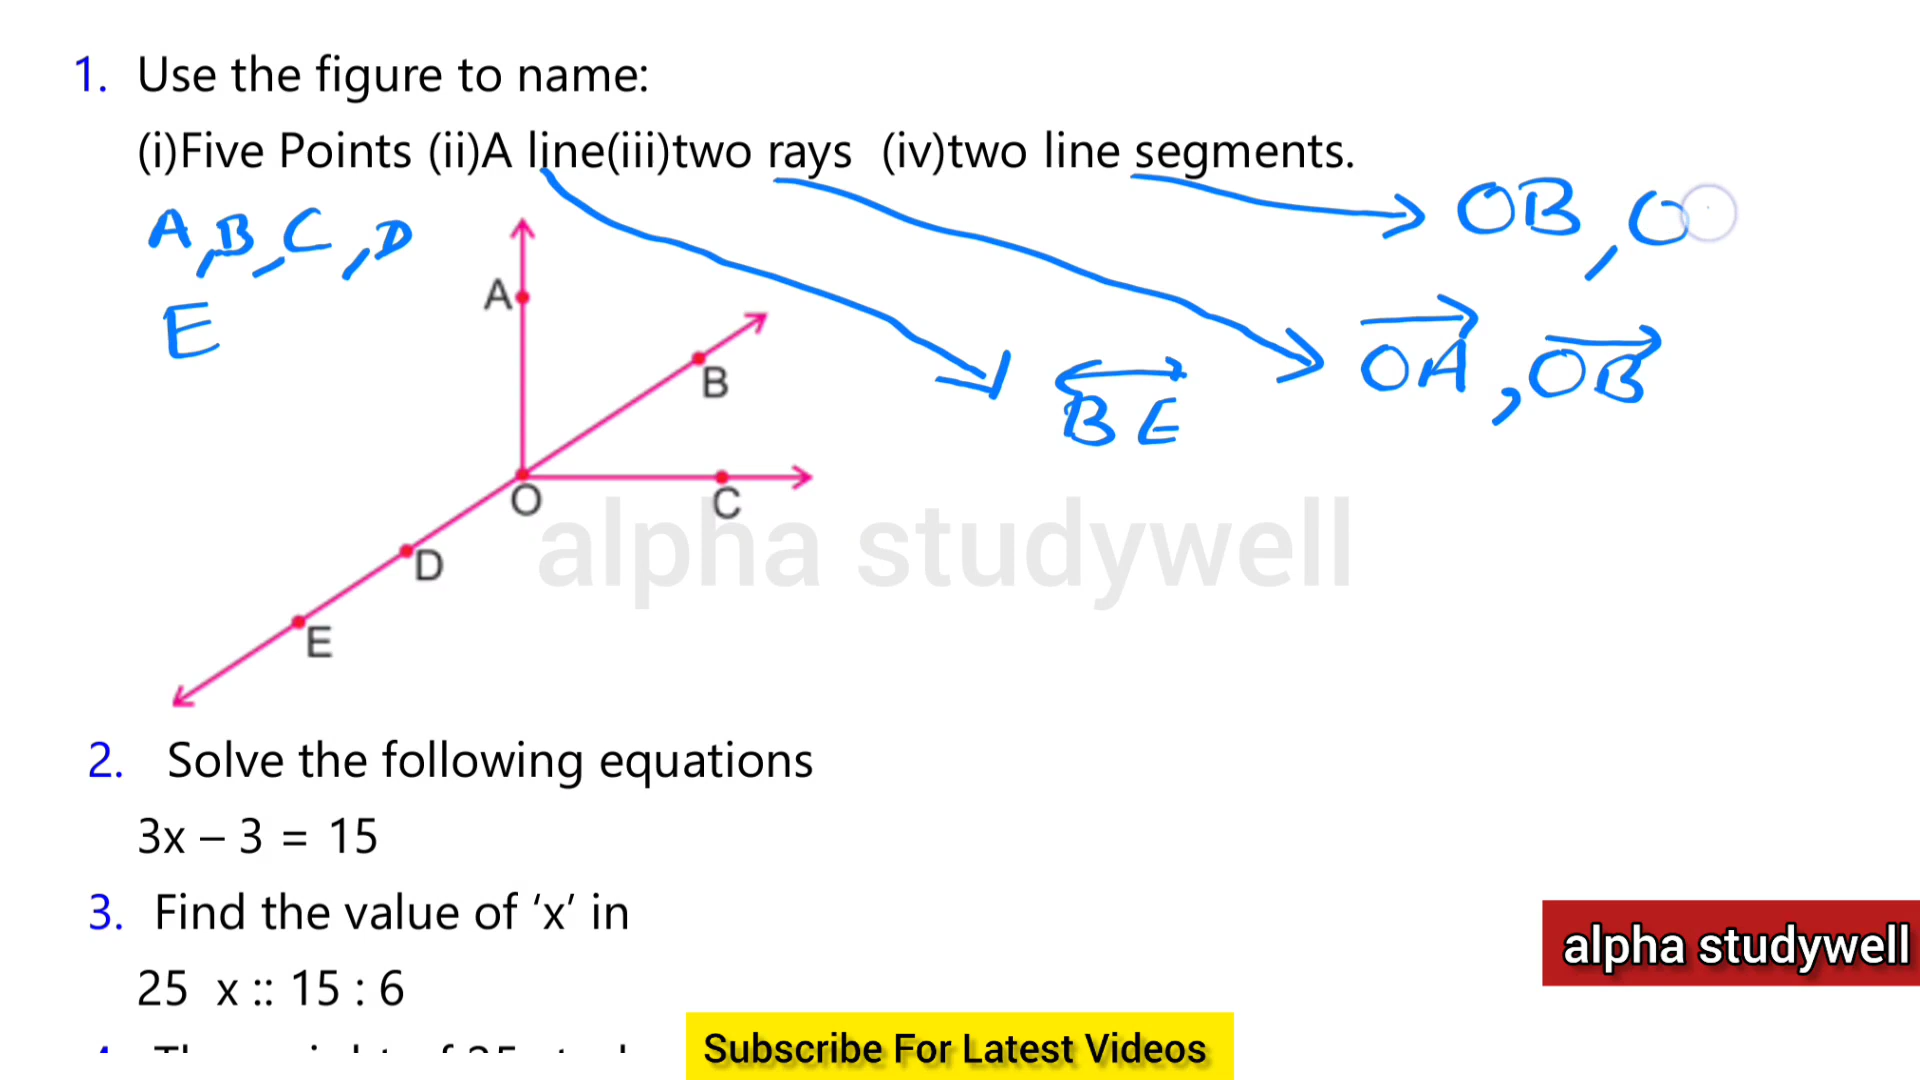 1. Use the figure to name:
(i)Five Points (ii)A line(iii)two rays (iv)two line segments.
A, B, C, D
E
OB, O
OA, OB
BE
A
B
O
C
D
E
alpha studywell
2. Solve the following equations
3x – 3 = 15
3. Find the value of ‘x’ in
25 x :: 15 : 6
alpha studywell
Subscribe For Latest Videos